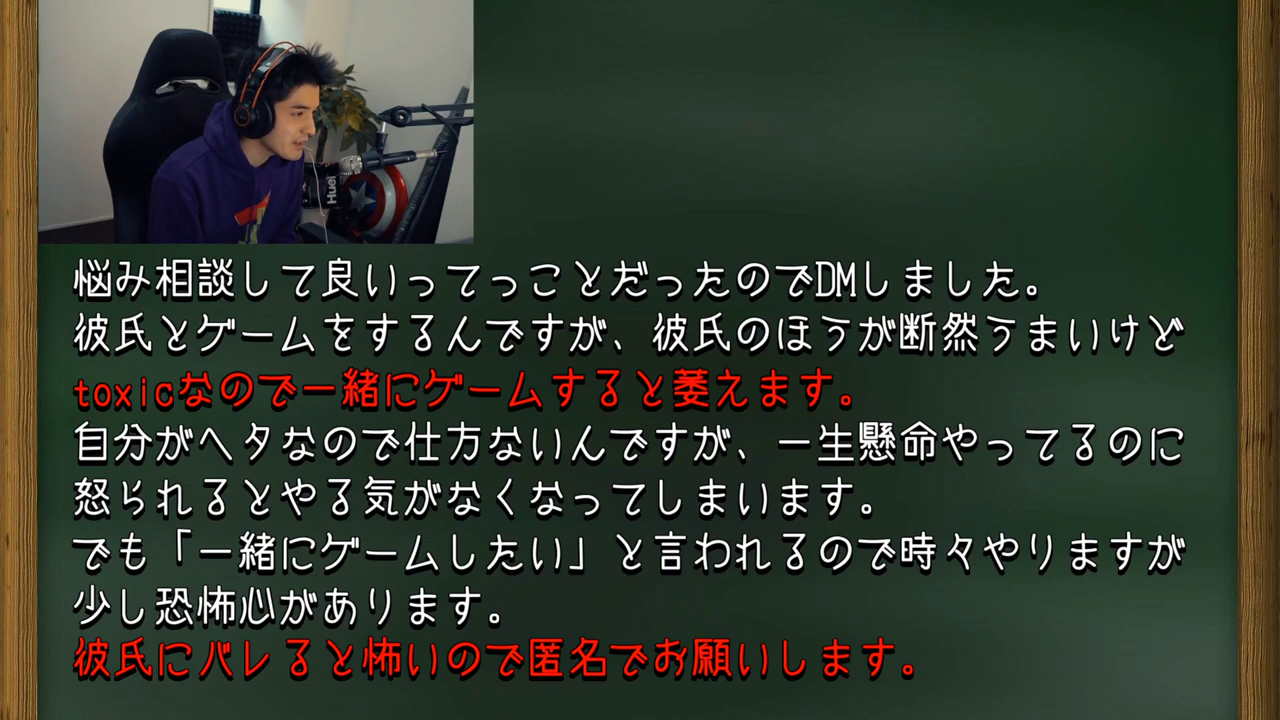 Huel
悩み相談して良いってっことだったのでDMしました。
彼氏とゲームをするんですが、彼氏のほうが断然うまいけど
toxicなので一緒にゲームすると萎えます。
自分がヘタなので仕方ないんですが、一生懸命やってるのに
怒られるとやる気がなくなってしまいます。
でも「一緒にゲームしたい」と言われるので時々やりますが
少し恐怖心があります。
彼氏にバレると怖いので匿名でお願いします。